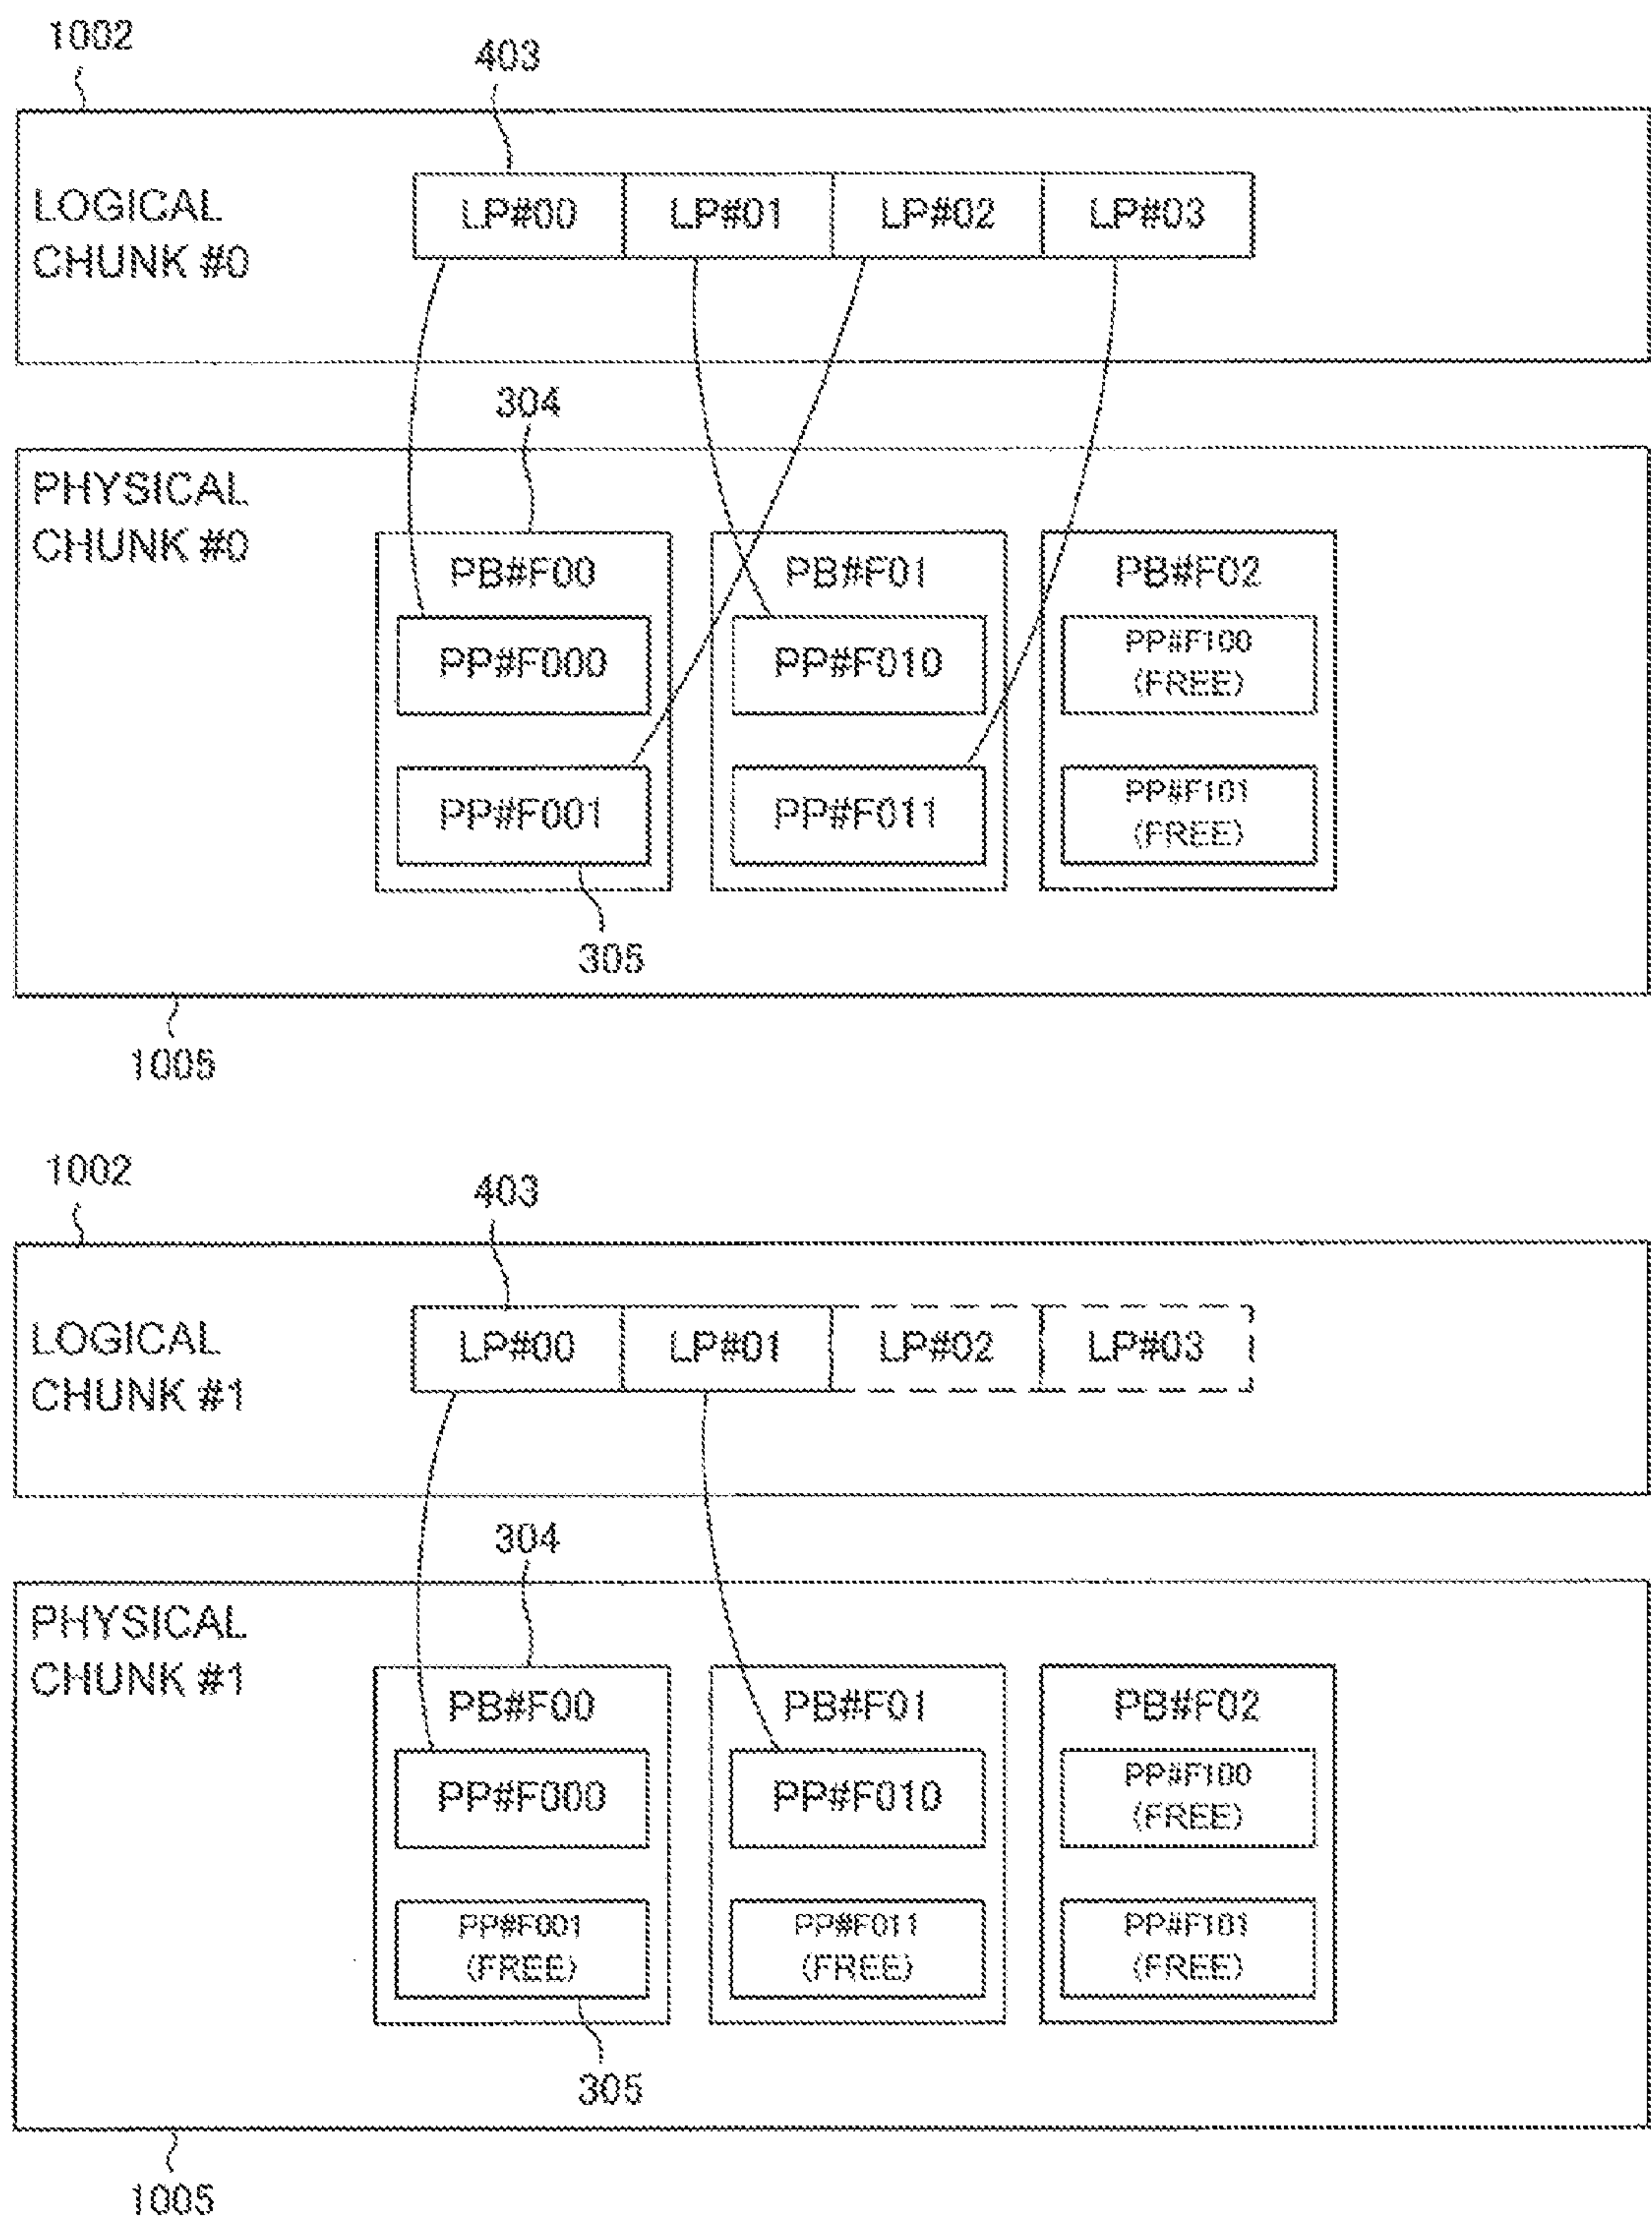 1002
403
LOGICAL
CHUNK #0
LP#00 LP#01 LP#02 LP#03
304
PHYSICAL
CHUNK #0
PB#F00 PB#F01 PB#F02
PP#F000 PP#F010 PP#F100
(FREE)
PP#F001 PP#F011 PP#F101
(FREE)
305
1005
1002
403
LOGICAL
CHUNK #1
LP#00 LP#01 LP#02 LP#03
304
PHYSICAL
CHUNK #1
PB#F00 PB#F01 PB#F02
PP#F000 PP#F010 PP#F100
(FREE)
PP#F001 PP#F011 PP#F101
(FREE) (FREE) (FREE)
305
1005